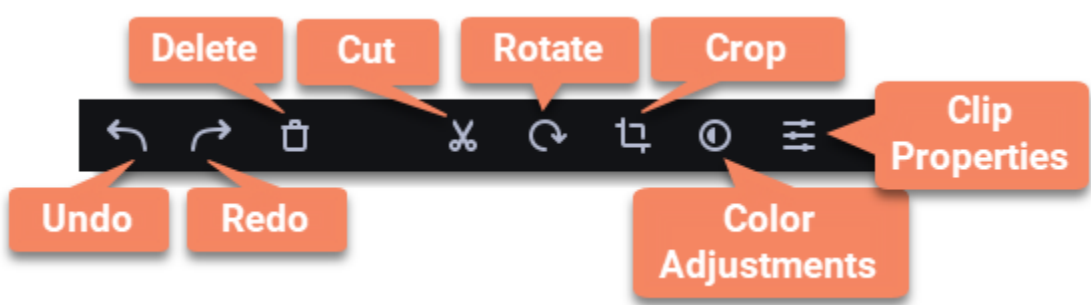 Delete
Cut
Rotate
Crop
Clip
Properties
Undo
Redo
Color
Adjustments